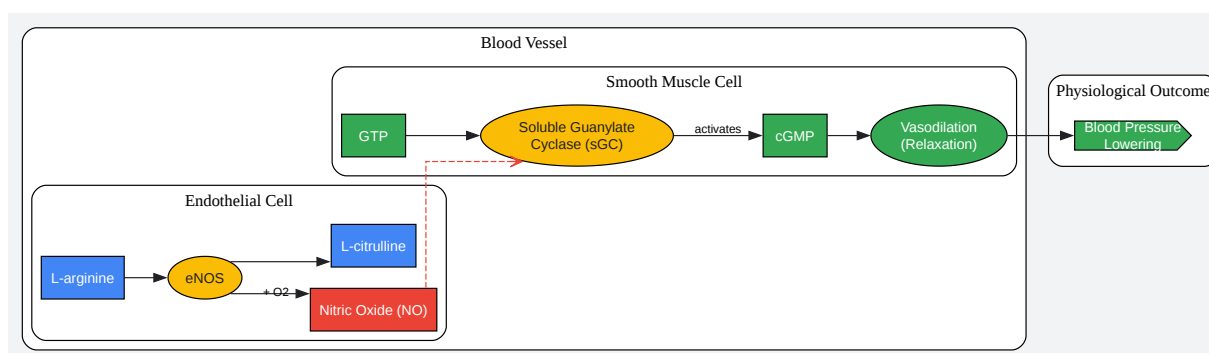 Blood Vessel
Smooth Muscle Cell
Physiological Outcome
GTP
Soluble Guanylate
Cyclase (sGC)
activates
cGMP
Vasodilation
(Relaxation)
Blood Pressure
Lowering
Endothelial Cell
L-arginine
eNOS
L-citrulline
+ O2
Nitric Oxide (NO)